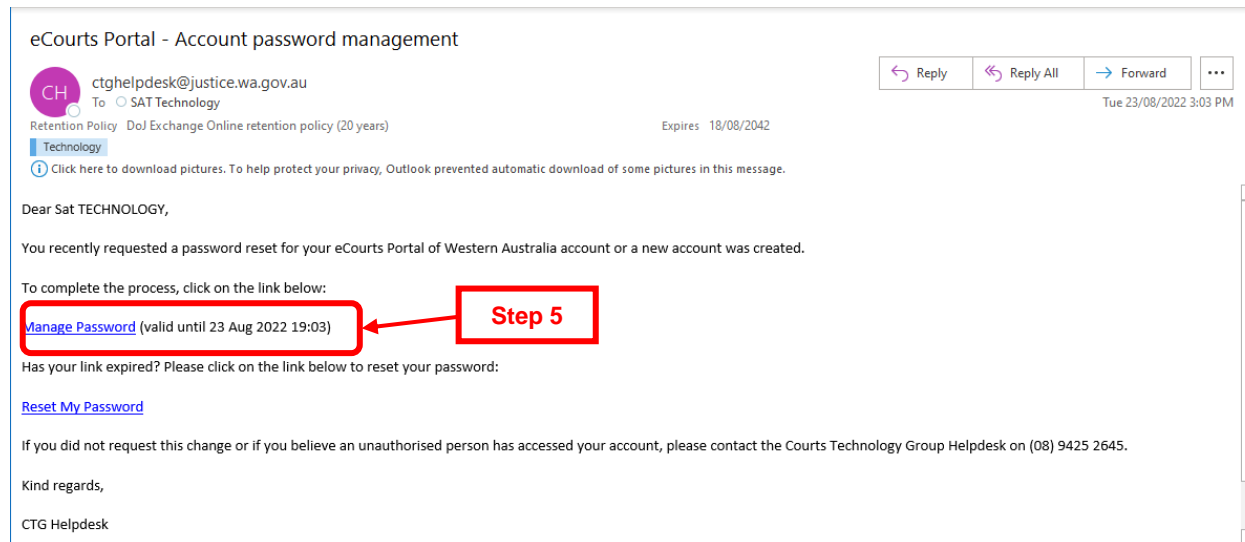 eCourts Portal - Account password management
CH
ctghelpdesk@justice.wa.gov.au
Reply
Reply All
Forward
To SAT Technology
Tue 23/08/2022 3:03 PM
Retention Policy DoJ Exchange Online retention policy (20 years) Expires 18/08/2042
Technology
Click here to download pictures. To help protect your privacy, Outlook prevented automatic download of some pictures in this message.
Dear Sat TECHNOLOGY,
You recently requested a password reset for your eCourts Portal of Western Australia account or a new account was created.
To complete the process, click on the link below:
Manage Password (valid until 23 Aug 2022 19:03)
Step 5
Has your link expired? Please click on the link below to reset your password:
Reset My Password
If you did not request this change or if you believe an unauthorised person has accessed your account, please contact the Courts Technology Group Helpdesk on (08) 9425 2645.
Kind regards,
CTG Helpdesk